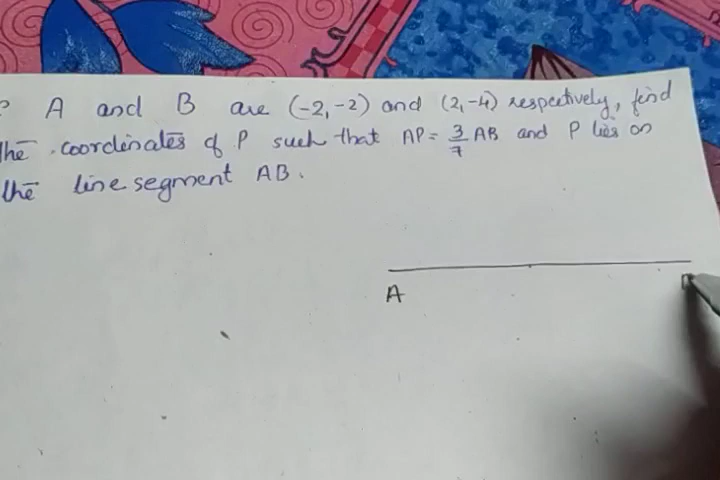 A and B are (-2,-2) and (2,-4) respectively, find
the coordinates of P such that AP = 3/7 AB and P lies on
the line segment AB.
A